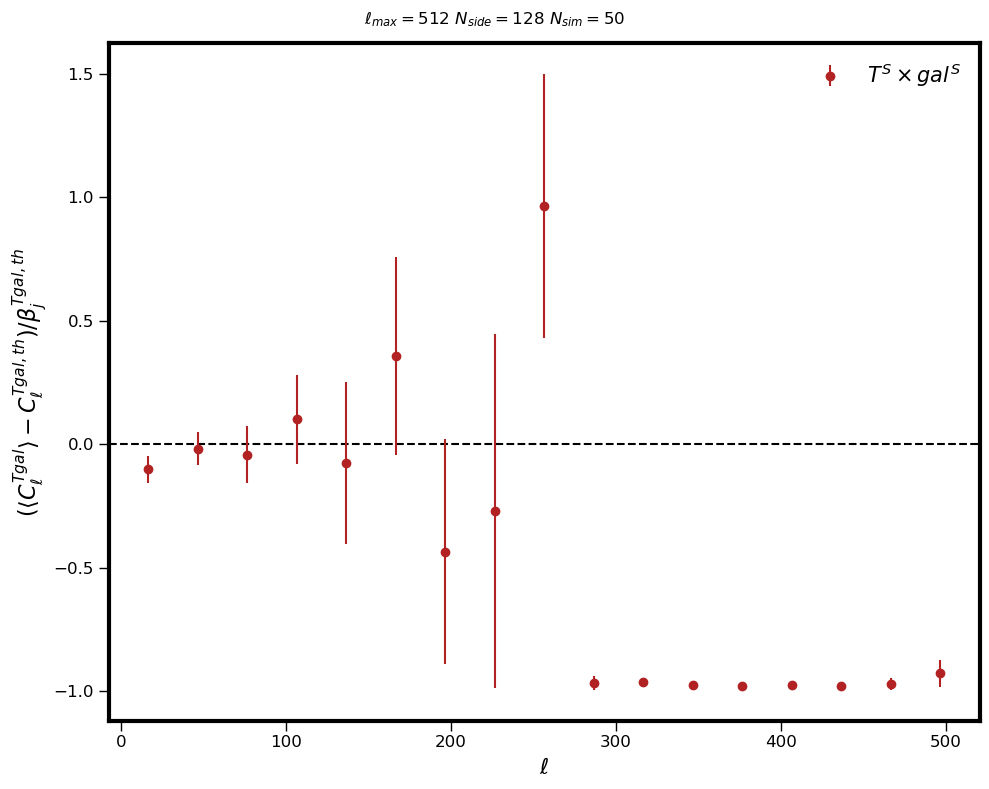 ℓ_max = 512 N_side = 128 N_sim = 50
T^S × gal^S
(⟨C_ℓ^{Tgal}⟩ − C_ℓ^{Tgal, th})/β_j^{Tgal, th}
1.5
1.0
0.5
0.0
−0.5
−1.0
0 100 200 300 400 500
ℓ